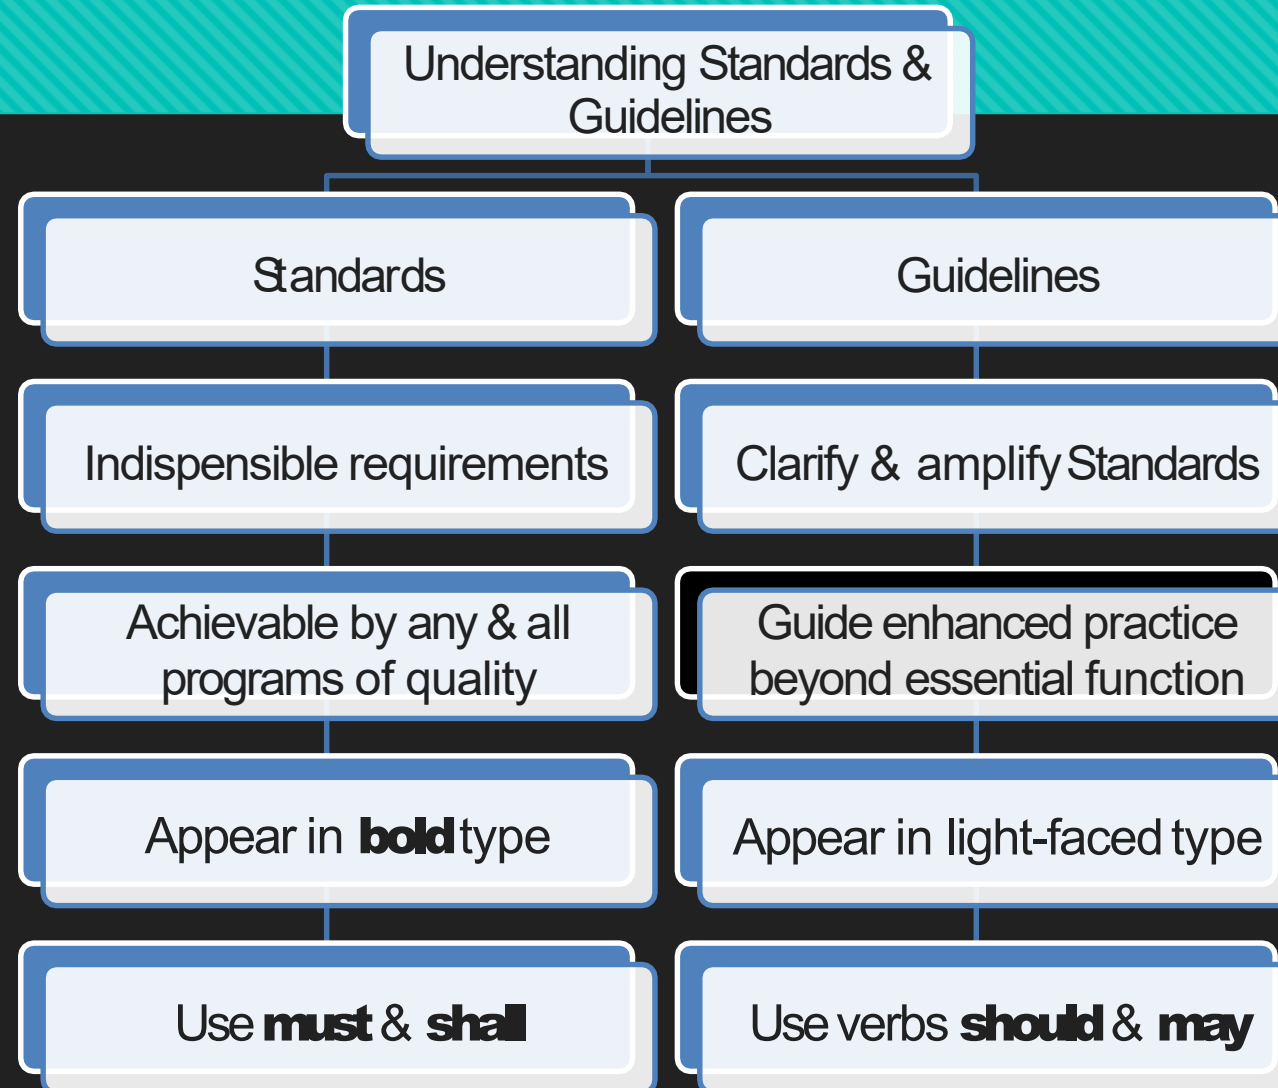 Understanding Standards &
Guidelines
Standards
Guidelines
Indispensible requirements
Clarify & amplify Standards
Achievable by any & all
programs of quality
Guide enhanced practice
beyond essential function
Appear in bold type
Appear in light-faced type
Use must & shall
Use verbs should & may